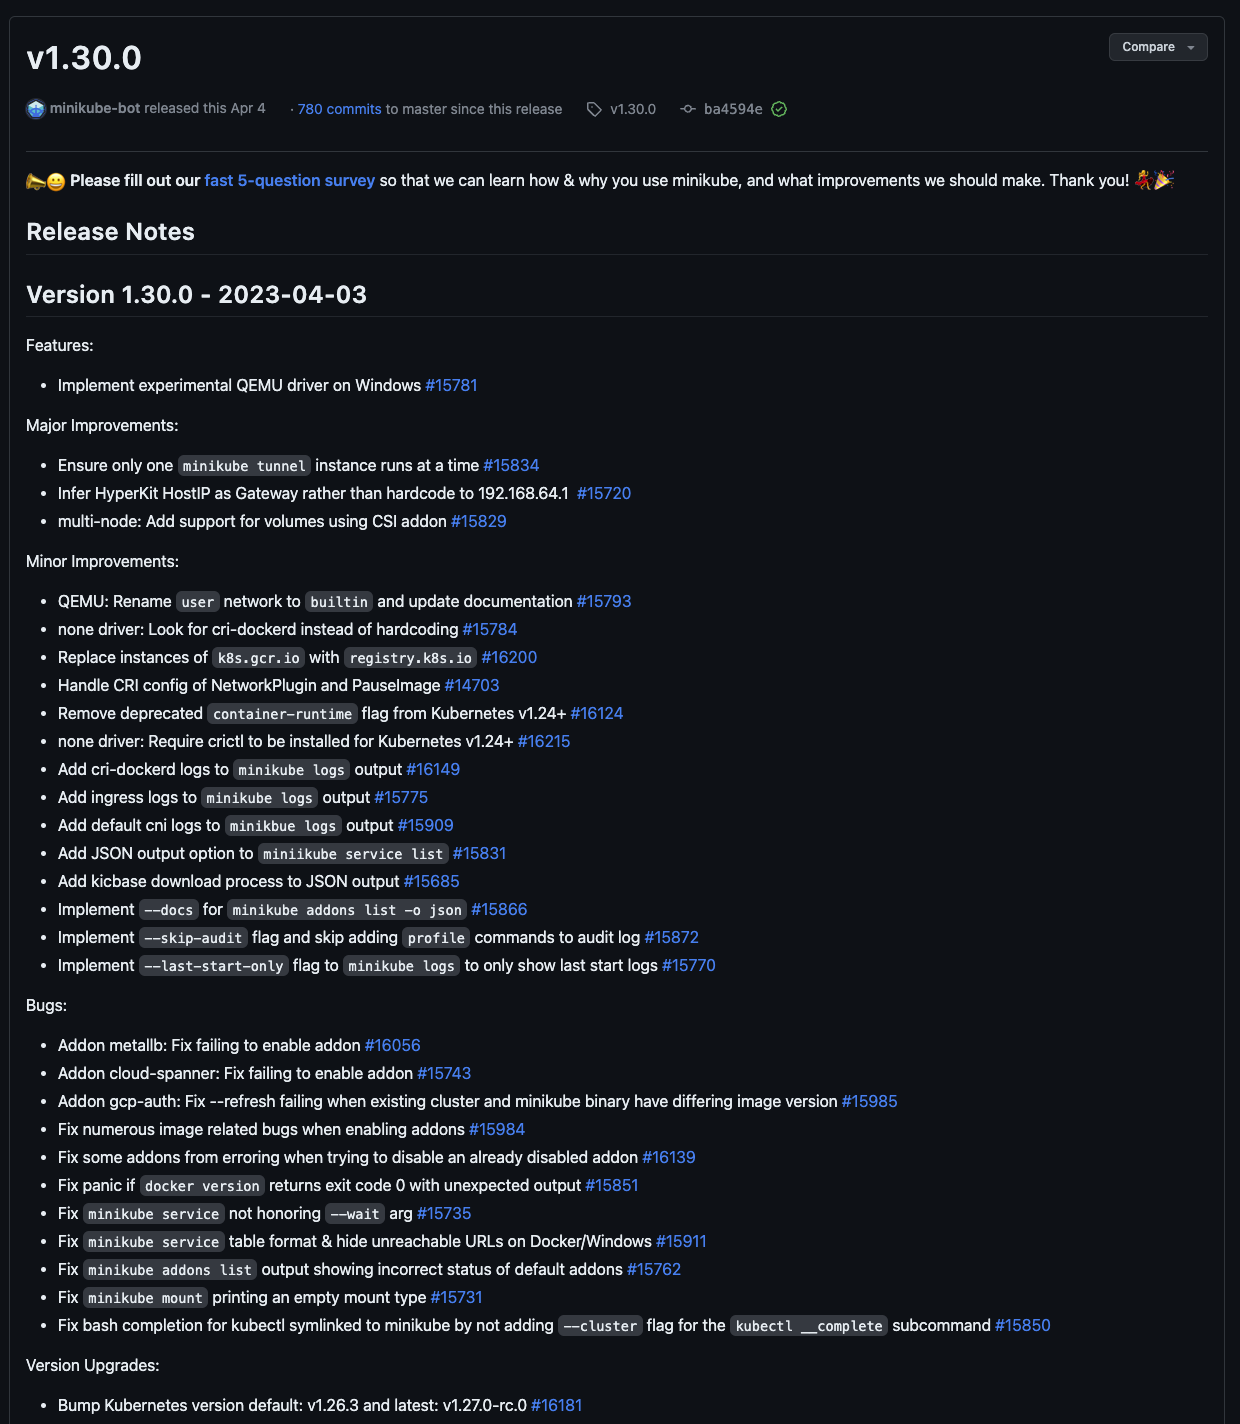 v1.30.0
Compare
minikube-bot released this Apr 4 · 780 commits to master since this release v1.30.0 ba4594e
Please fill out our fast 5-question survey so that we can learn how & why you use minikube, and what improvements we should make. Thank you!
Release Notes
Version 1.30.0 - 2023-04-03
Features:
• Implement experimental QEMU driver on Windows #15781
Major Improvements:
• Ensure only one minikube tunnel instance runs at a time #15834
• Infer HyperKit HostIP as Gateway rather than hardcode to 192.168.64.1 #15720
• multi-node: Add support for volumes using CSI addon #15829
Minor Improvements:
• QEMU: Rename user network to builtin and update documentation #15793
• none driver: Look for cri-dockerd instead of hardcoding #15784
• Replace instances of k8s.gcr.io with registry.k8s.io #16200
• Handle CRI config of NetworkPlugin and PauseImage #14703
• Remove deprecated container-runtime flag from Kubernetes v1.24+ #16124
• none driver: Require crictl to be installed for Kubernetes v1.24+ #16215
• Add cri-dockerd logs to minikube logs output #16149
• Add ingress logs to minikube logs output #15775
• Add default cni logs to minikbue logs output #15909
• Add JSON output option to miniikube service list #15831
• Add kicbase download process to JSON output #15685
• Implement --docs for minikube addons list -o json #15866
• Implement --skip-audit flag and skip adding profile commands to audit log #15872
• Implement --last-start-only flag to minikube logs to only show last start logs #15770
Bugs:
• Addon metallb: Fix failing to enable addon #16056
• Addon cloud-spanner: Fix failing to enable addon #15743
• Addon gcp-auth: Fix --refresh failing when existing cluster and minikube binary have differing image version #15985
• Fix numerous image related bugs when enabling addons #15984
• Fix some addons from erroring when trying to disable an already disabled addon #16139
• Fix panic if docker version returns exit code 0 with unexpected output #15851
• Fix minikube service not honoring --wait arg #15735
• Fix minikube service table format & hide unreachable URLs on Docker/Windows #15911
• Fix minikube addons list output showing incorrect status of default addons #15762
• Fix minikube mount printing an empty mount type #15731
• Fix bash completion for kubectl symlinked to minikube by not adding --cluster flag for the kubectl __complete subcommand #15850
Version Upgrades:
• Bump Kubernetes version default: v1.26.3 and latest: v1.27.0-rc.0 #16181